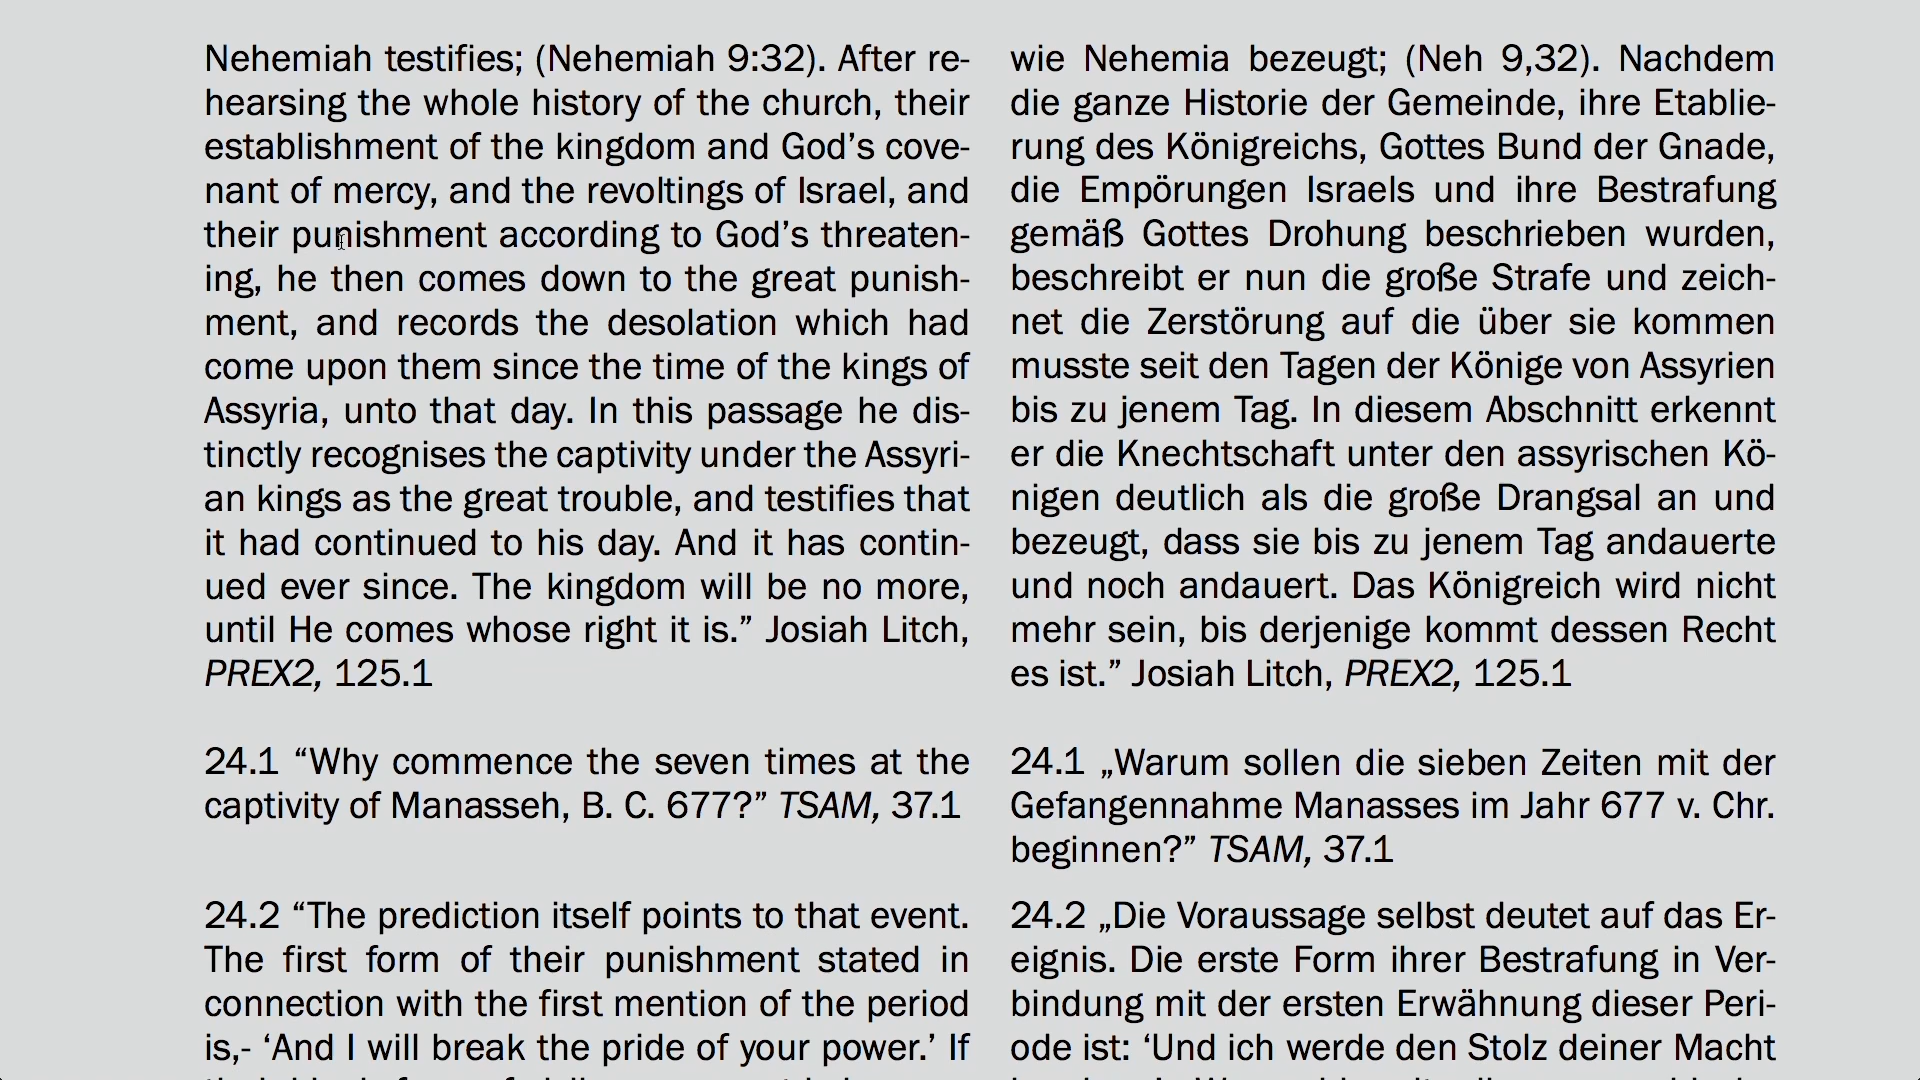 Nehemiah testifies; (Nehemiah 9:32). After re-
hearsing the whole history of the church, their
establishment of the kingdom and God’s cove-
nant of mercy, and the revoltings of Israel, and
their punishment according to God’s threaten-
ing, he then comes down to the great punish-
ment, and records the desolation which had
come upon them since the time of the kings of
Assyria, unto that day. In this passage he dis-
tinctly recognises the captivity under the Assyri-
an kings as the great trouble, and testifies that
it had continued to his day. And it has contin-
ued ever since. The kingdom will be no more,
until He comes whose right it is.” Josiah Litch,
PREX2, 125.1
24.1 “Why commence the seven times at the
captivity of Manasseh, B. C. 677?” TSAM, 37.1
24.2 “The prediction itself points to that event.
The first form of their punishment stated in
connection with the first mention of the period
is,- ‘And I will break the pride of your power.’ If
wie Nehemia bezeugt; (Neh 9,32). Nachdem
die ganze Historie der Gemeinde, ihre Etablie-
rung des Königreichs, Gottes Bund der Gnade,
die Empörungen Israels und ihre Bestrafung
gemäß Gottes Drohung beschrieben wurden,
beschreibt er nun die große Strafe und zeich-
net die Zerstörung auf die über sie kommen
musste seit den Tagen der Könige von Assyrien
bis zu jenem Tag. In diesem Abschnitt erkennt
er die Knechtschaft unter den assyrischen Kö-
nigen deutlich als die große Drangsal an und
bezeugt, dass sie bis zu jenem Tag andauerte
und noch andauert. Das Königreich wird nicht
mehr sein, bis derjenige kommt dessen Recht
es ist.” Josiah Litch, PREX2, 125.1
24.1 „Warum sollen die sieben Zeiten mit der
Gefangennahme Manasses im Jahr 677 v. Chr.
beginnen?” TSAM, 37.1
24.2 „Die Voraussage selbst deutet auf das Er-
eignis. Die erste Form ihrer Bestrafung in Ver-
bindung mit der ersten Erwähnung dieser Peri-
ode ist: ‘Und ich werde den Stolz deiner Macht